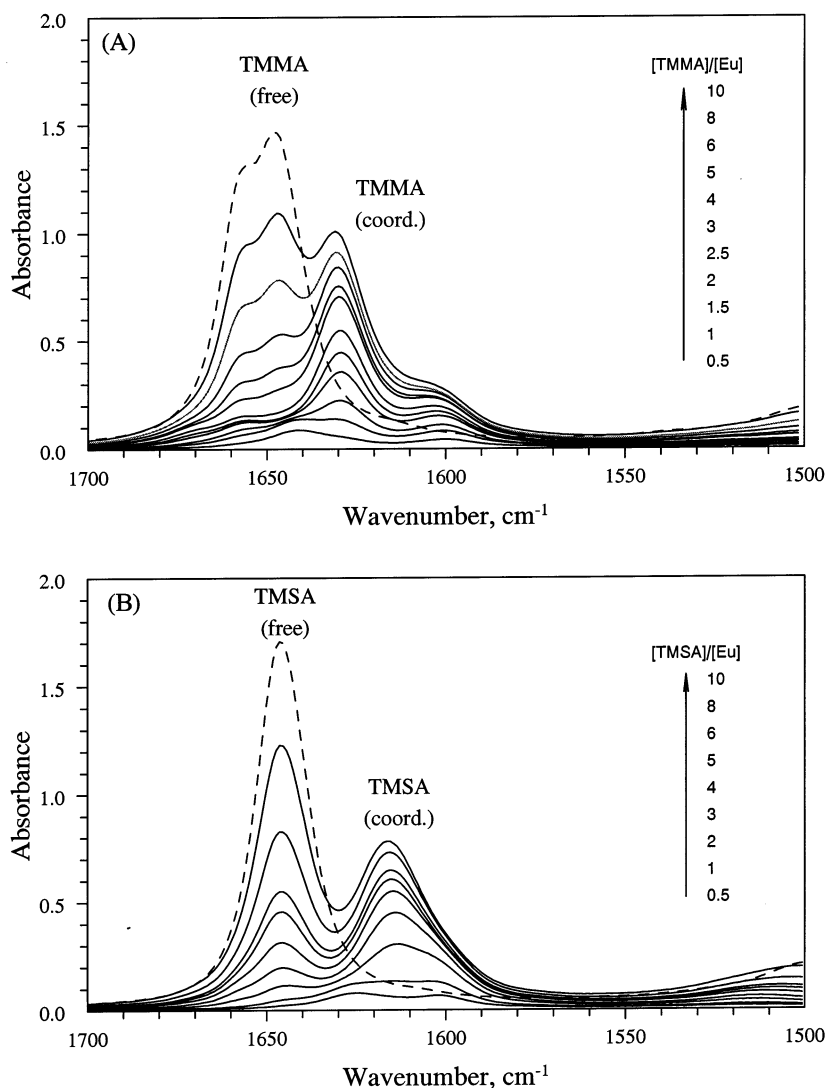 (A)
TMMA
(free)
TMMA
(coord.)
[TMMA]/[Eu]
10
8
6
5
4
3
2.5
2
1.5
1
0.5
2.0
1.5
1.0
0.5
0.0
Absorbance
1700
1650
1600
1550
1500
Wavenumber, cm-1
(B)
TMSA
(free)
TMSA
(coord.)
[TMSA]/[Eu]
10
8
6
5
4
3
2
1
0.5
2.0
1.5
1.0
0.5
0.0
Absorbance
1700
1650
1600
1550
1500
Wavenumber, cm-1